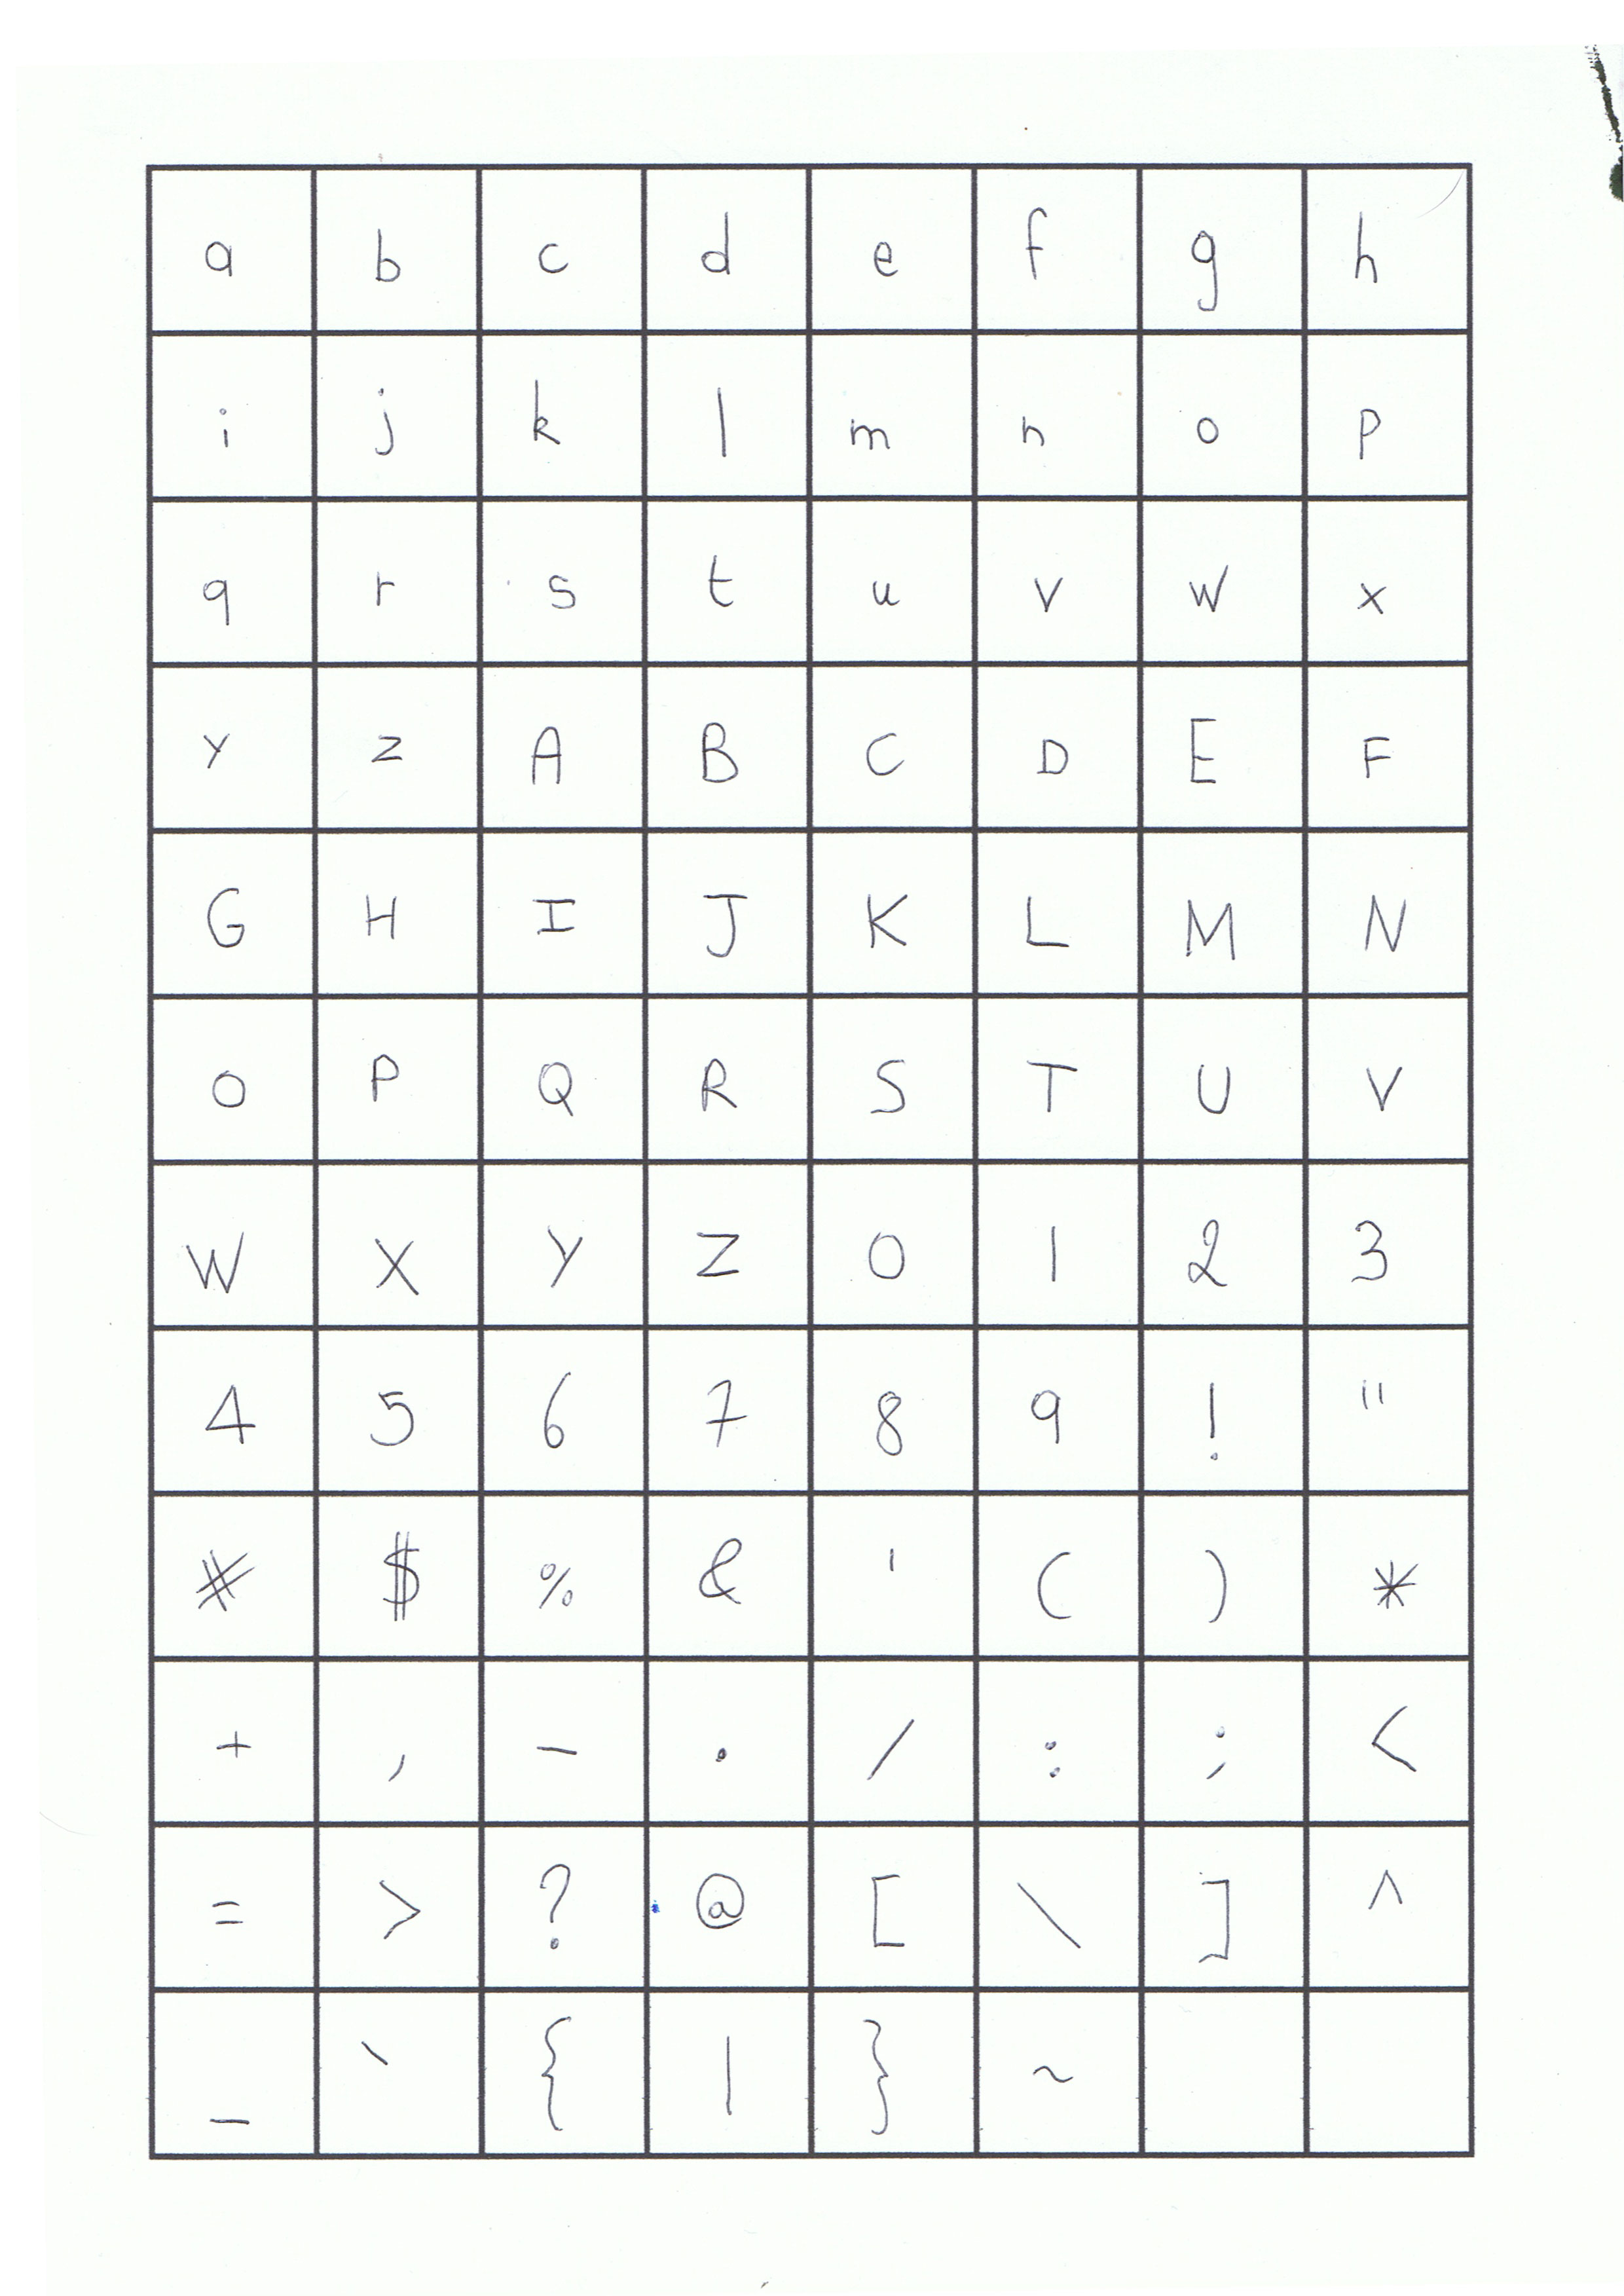 a b c d e f g h
i j k l m n o p
q r s t u v w x
y z A B C D E F
G H I J K L M N
O P Q R S T U V
W X Y Z 0 1 2 3
4 5 6 7 8 9 ! "
# $ % & ' ( ) *
+ , - . / : ; <
= > ? @ [ \ ] ^
_ ` { | } ~